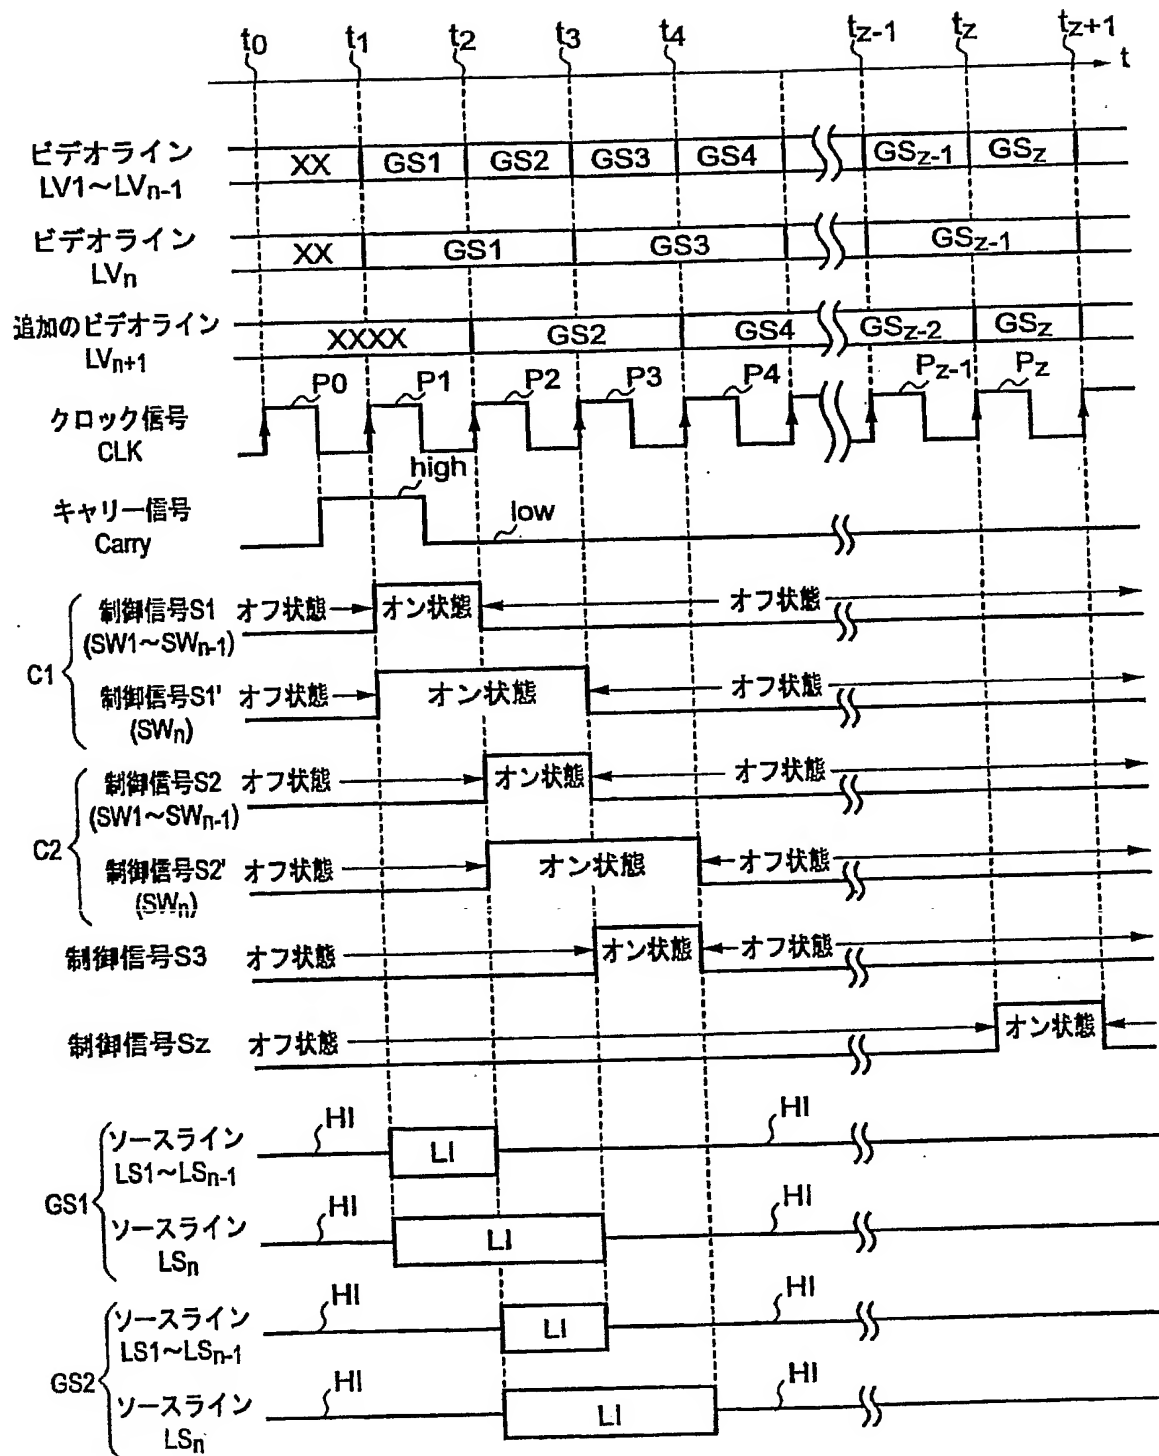 t0 t1 t2 t3 t4 tz-1 tz tz+1
t
ビデオライン
LV1~LVn-1
XX GS1 GS2 GS3 GS4 GSz-1 GSz
ビデオライン
LVn
XX GS1 GS3 GSz-1
追加のビデオライン
LVn+1
XXXX GS2 GS4 GSz-2 GSz
クロック信号
CLK
P0 P1 P2 P3 P4 Pz-1 Pz
キャリー信号
Carry
high
low
C1
制御信号S1
(SW1~SWn-1)
オフ状態 オン状態 オフ状態
制御信号S1'
(SWn)
オフ状態 オン状態 オフ状態
C2
制御信号S2
(SW1~SWn-1)
オフ状態 オン状態 オフ状態
制御信号S2'
(SWn)
オフ状態 オン状態 オフ状態
制御信号S3
オフ状態 オン状態 オフ状態
制御信号Sz
オフ状態 オン状態
GS1
ソースライン
LS1~LSn-1
HI LI HI
ソースライン
LSn
HI LI HI
GS2
ソースライン
LS1~LSn-1
HI LI HI
ソースライン
LSn
HI LI HI